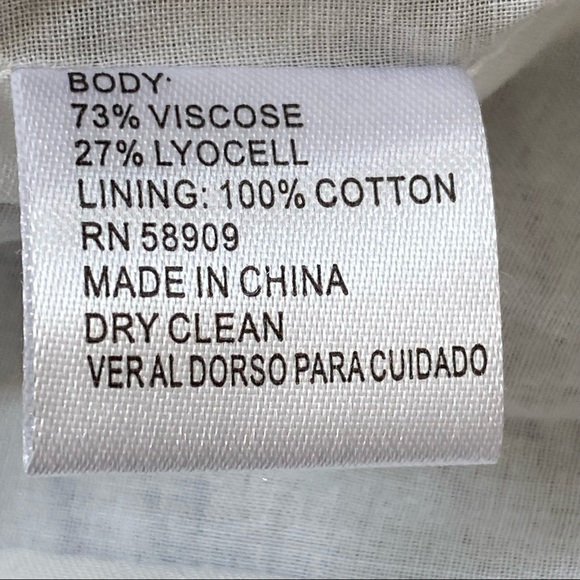 BODY:
73% VISCOSE
27% LYOCELL
LINING: 100% COTTON
RN 58909
MADE IN CHINA
DRY CLEAN
VER AL DORSO PARA CUIDADO